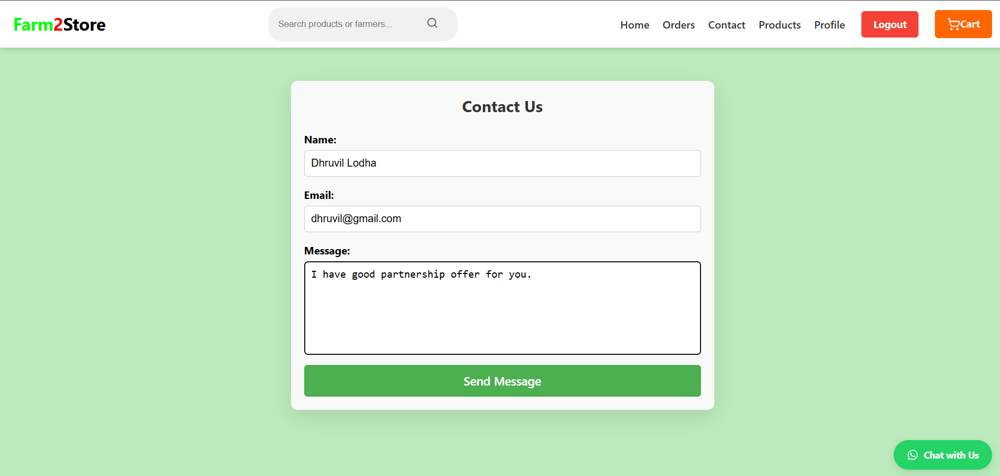 Farm2Store
Search products or farmers...
Home Orders Contact Products Profile Logout Cart
Contact Us
Name:
Dhruvil Lodha
Email:
dhruvil@gmail.com
Message:
I have good partnership offer for you.
Send Message
Chat with Us